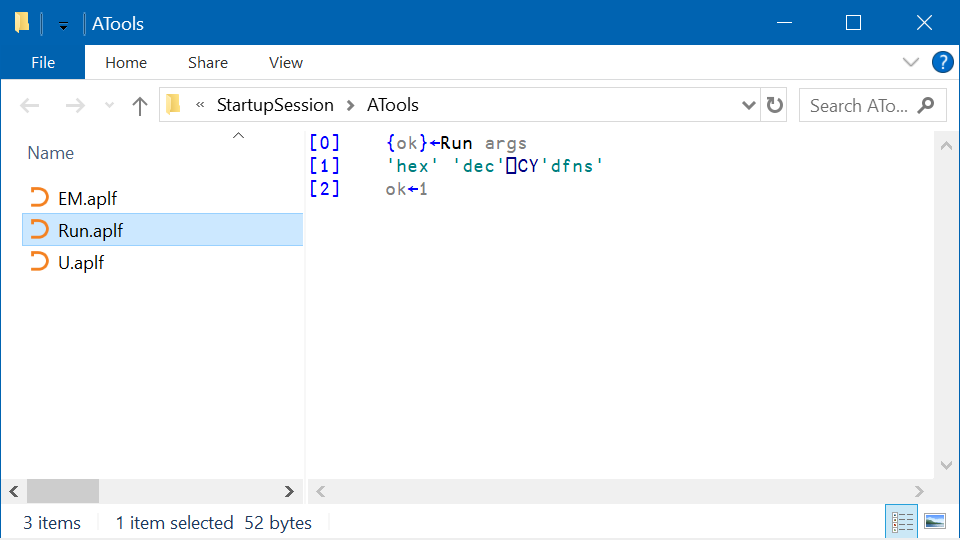 ATools
File Home Share View ?
« StartupSession > ATools Search ATo...
Name
EM.aplf
Run.aplf
U.aplf
[0] {ok}←Run args
[1] 'hex' 'dec'⎕CY'dfns'
[2] ok←1
3 items 1 item selected 52 bytes